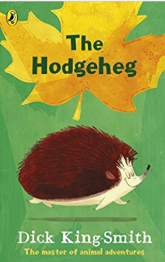 The
Hodgeheg
Dick King-Smith
The master of animal adventures